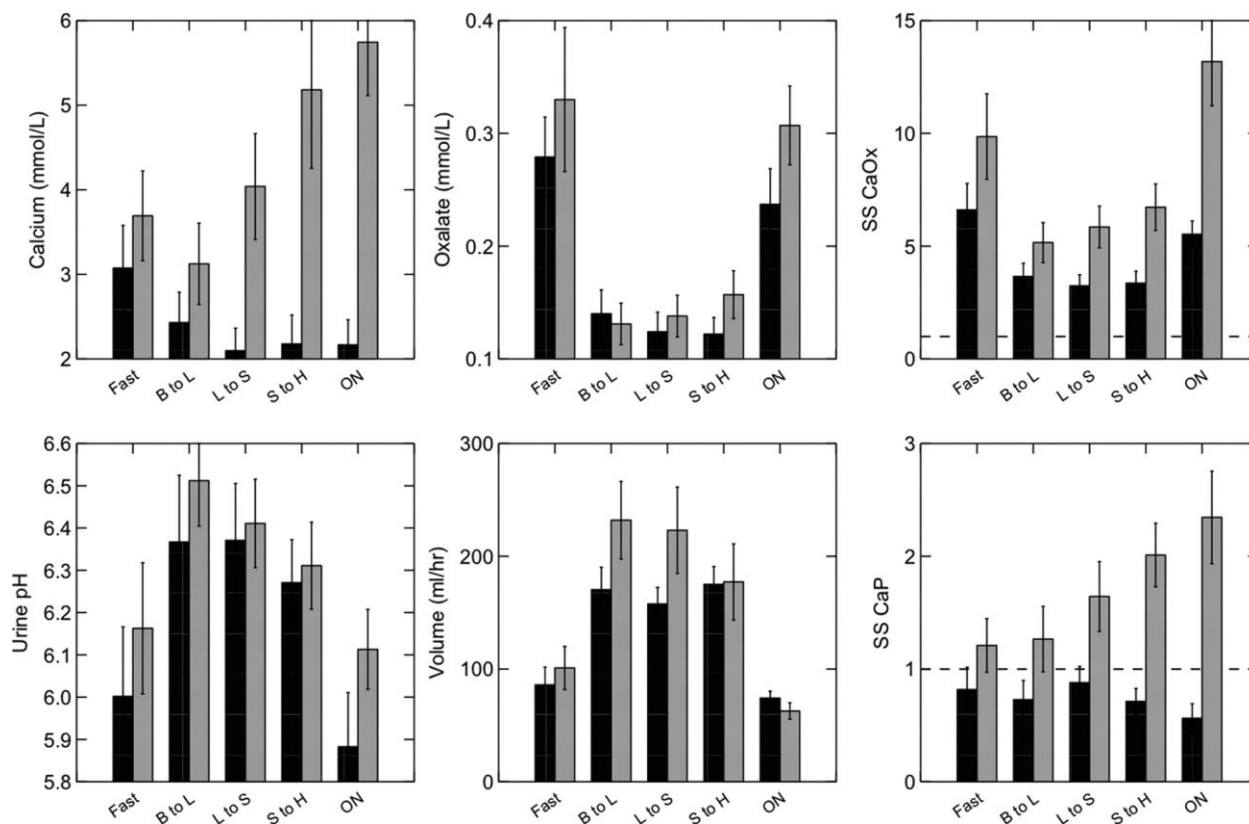 Calcium (mmol/L)
6
5
4
3
2
Fast
B to L
L to S
S to H
ON
Oxalate (mmol/L)
0.4
0.3
0.2
0.1
Fast
B to L
L to S
S to H
ON
SS CaOx
15
10
5
0
Fast
B to L
L to S
S to H
ON
Urine pH
6.6
6.5
6.4
6.3
6.2
6.1
6.0
5.9
5.8
Fast
B to L
L to S
S to H
ON
Volume (ml/hr)
300
200
100
0
Fast
B to L
L to S
S to H
ON
SS CaP
3
2
1
0
Fast
B to L
L to S
S to H
ON